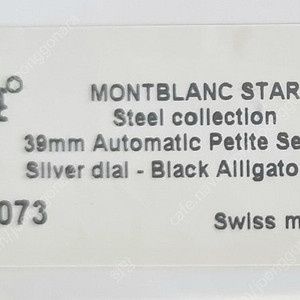 MONTBLANC STAR
Steel collection
39mm Automatic Petite Se
Silver dial - Black Alligato
073
Swiss m